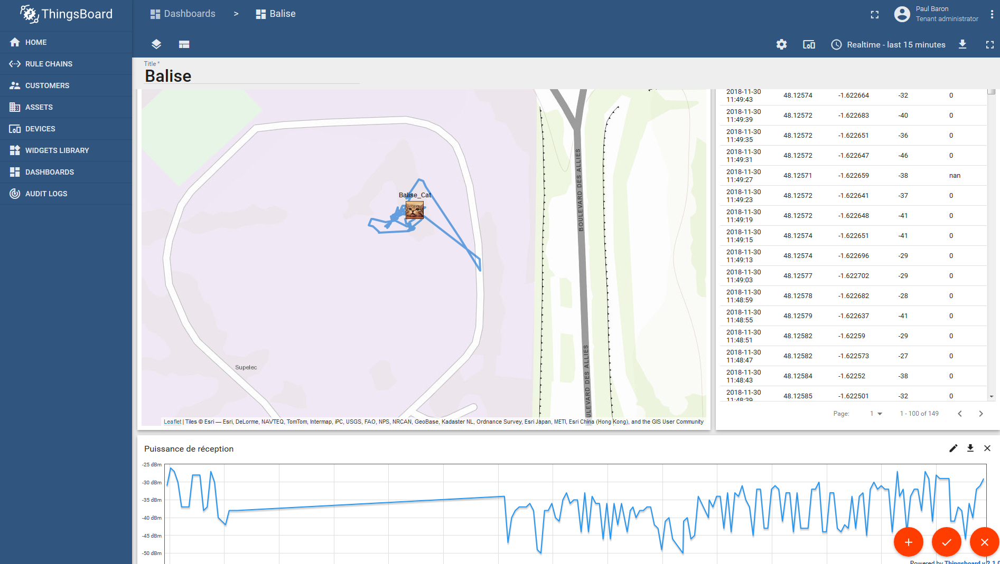 ThingsBoard
Dashboards > Balise
Paul Baron
Tenant administrator
HOME
RULE CHAINS
CUSTOMERS
ASSETS
DEVICES
WIDGETS LIBRARY
DASHBOARDS
AUDIT LOGS
Realtime - last 15 minutes
Title *
Balise
Balise_Cat
BOULEVARD DES ALLIES
ULEVARD DES ALLIES
Supelec
Leaflet | Tiles © Esri — Esri, DeLorme, NAVTEQ, TomTom, Intermap, iPC, USGS, FAO, NPS, NRCAN, GeoBase, Kadaster NL, Ordnance Survey, Esri Japan, METI, Esri China (Hong Kong), and the GIS User Community
2018-11-30 11:49:43 48.12574 -1.622664 -32 0
2018-11-30 11:49:39 48.12572 -1.622683 -40 0
2018-11-30 11:49:35 48.12572 -1.622651 -36 0
2018-11-30 11:49:31 48.12572 -1.622647 -46 0
2018-11-30 11:49:27 48.12571 -1.622659 -38 nan
2018-11-30 11:49:23 48.12572 -1.622641 -37 0
2018-11-30 11:49:19 48.12572 -1.622648 -41 0
2018-11-30 11:49:15 48.12574 -1.622651 -41 0
2018-11-30 11:49:13 48.12574 -1.622696 -29 0
2018-11-30 11:49:03 48.12577 -1.622702 -29 0
2018-11-30 11:48:59 48.12578 -1.622682 -28 0
2018-11-30 11:48:55 48.12579 -1.622637 -41 0
2018-11-30 11:48:51 48.12582 -1.62259 -29 0
2018-11-30 11:48:47 48.12582 -1.622573 -27 0
2018-11-30 11:48:43 48.12584 -1.62252 -38 0
2018-11-30 11:48:39 48.12585 -1.622501 -32 0
Page: 1 1 - 100 of 149
Puissance de réception
-25 dBm
-30 dBm
-35 dBm
-40 dBm
-45 dBm
-50 dBm
Powered by Thingsboard v.2.1.0